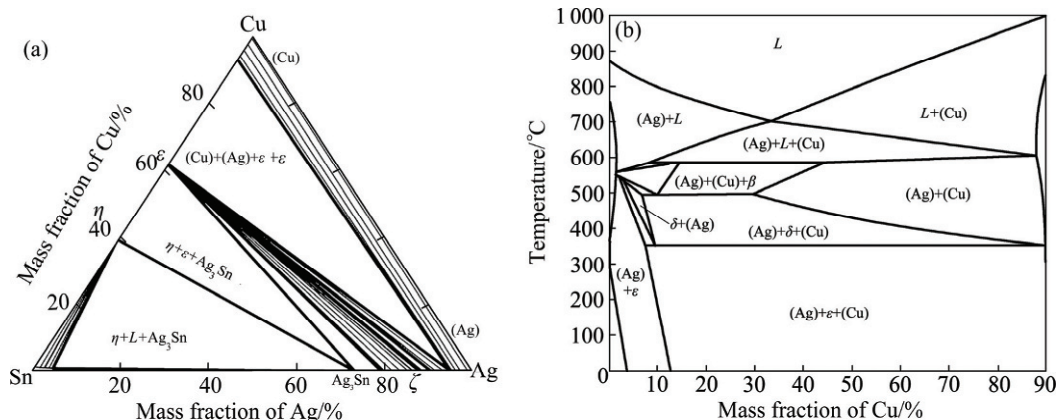 (a)
Cu
(Cu)
80
Mass fraction of Cu/%
60
ε
(Cu)+(Ag)+ε +ε
η
40
η+ε+Ag3Sn
20
(Ag)
η+L+Ag3Sn
Sn
20
40
60
Ag3Sn
ζ
Ag
Mass fraction of Ag/%
(b)
1 000
900
800
700
600
500
400
300
200
100
0
Temperature/°C
L
(Ag)+L
L+(Cu)
(Ag)+L+(Cu)
(Ag)+(Cu)+β
(Ag)+(Cu)
δ+(Ag)
(Ag)+δ+(Cu)
(Ag)
+ε
(Ag)+ε+(Cu)
0 10 20 30 40 50 60 70 80 90
Mass fraction of Cu/%